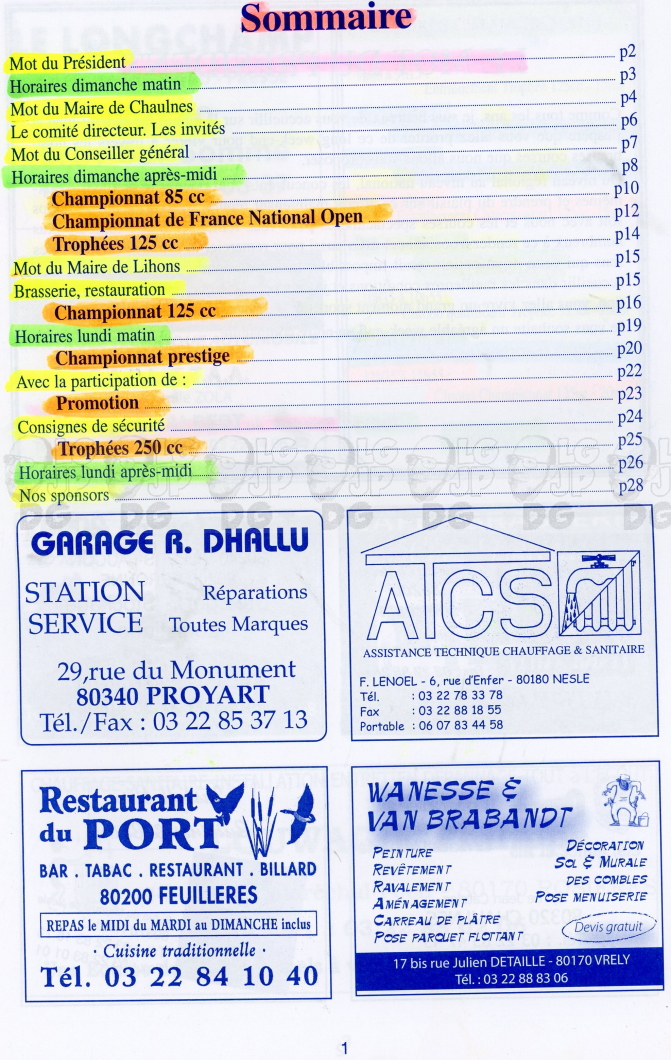 Sommaire
Mot du Président p2
Horaires dimanche matin p3
Mot du Maire de Chaulnes p4
Le comité directeur. Les invités p6
Mot du Conseiller général p7
Horaires dimanche après-midi p8
Championnat 85 cc p10
Championnat de France National Open p12
Trophées 125 cc p14
Mot du Maire de Lihons p15
Brasserie, restauration p15
Championnat 125 cc p16
Horaires lundi matin p19
Championnat prestige p20
Avec la participation de : p22
Promotion p23
Consignes de sécurité p24
Trophées 250 cc p25
Horaires lundi après-midi p26
Nos sponsors p28
GARAGE R. DHALLU
STATION Réparations
SERVICE Toutes Marques
29,rue du Monument
80340 PROYART
Tél./Fax : 03 22 85 37 13
ATCS
ASSISTANCE TECHNIQUE CHAUFFAGE & SANITAIRE
F. LENOEL - 6, rue d'Enfer - 80180 NESLE
Tél. : 03 22 78 33 78
Fax : 03 22 88 18 55
Portable : 06 07 83 44 58
Restaurant
du PORT
BAR . TABAC . RESTAURANT . BILLARD
80200 FEUILLERES
REPAS le MIDI du MARDI au DIMANCHE inclus
· Cuisine traditionnelle ·
Tél. 03 22 84 10 40
WANESSE &
VAN BRABANDT
PEINTURE
REVÊTEMENT
RAVALEMENT
AMÉNAGEMENT
CARREAU DE PLÂTRE
POSE PARQUET FLOTTANT
DÉCORATION
SOL & MURALE
DES COMBLES
POSE MENUISERIE
Devis gratuit
17 bis rue Julien DETAILLE - 80170 VRELY
Tél. : 03 22 88 83 06
1